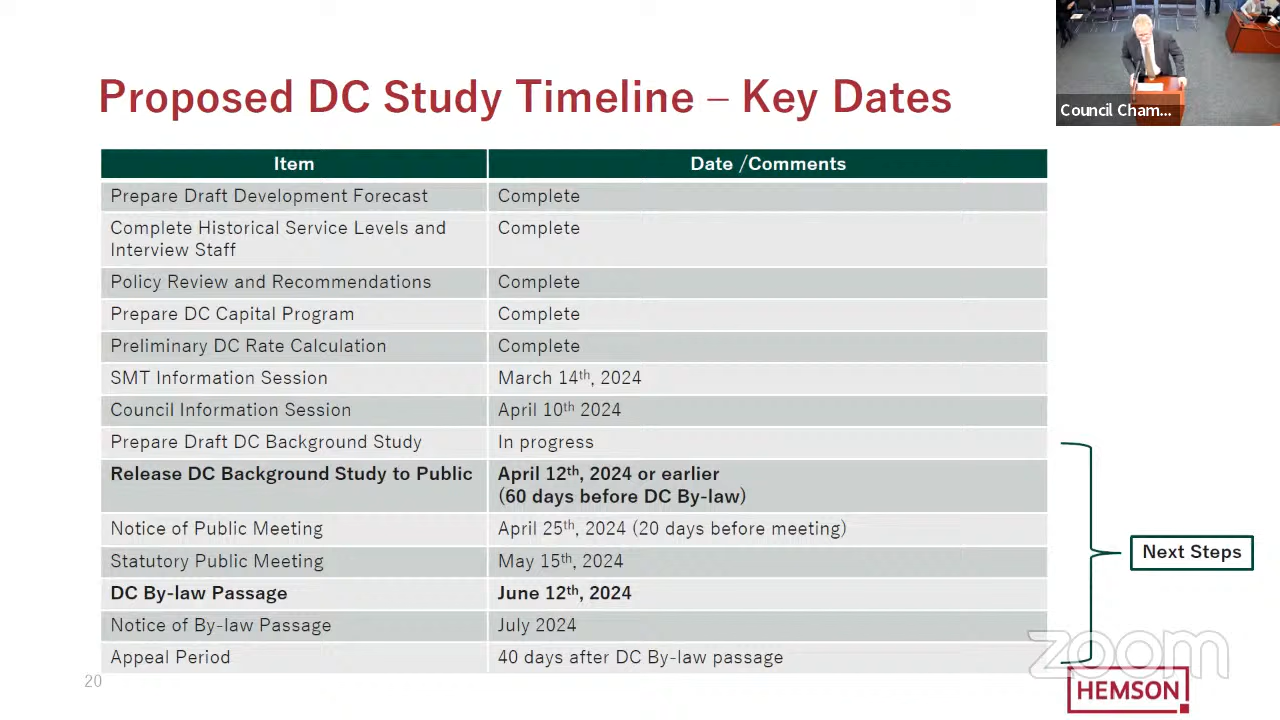 Proposed DC Study Timeline – Key Dates
Council Cham...
Item
Date /Comments
Prepare Draft Development Forecast
Complete
Complete Historical Service Levels and
Interview Staff
Complete
Policy Review and Recommendations
Complete
Prepare DC Capital Program
Complete
Preliminary DC Rate Calculation
Complete
SMT Information Session
March 14th, 2024
Council Information Session
April 10th 2024
Prepare Draft DC Background Study
In progress
Release DC Background Study to Public
April 12th, 2024 or earlier
(60 days before DC By-law)
Notice of Public Meeting
April 25th, 2024 (20 days before meeting)
Statutory Public Meeting
May 15th, 2024
DC By-law Passage
June 12th, 2024
Notice of By-law Passage
July 2024
Appeal Period
40 days after DC By-law passage
Next Steps
zoom
HEMSON
20